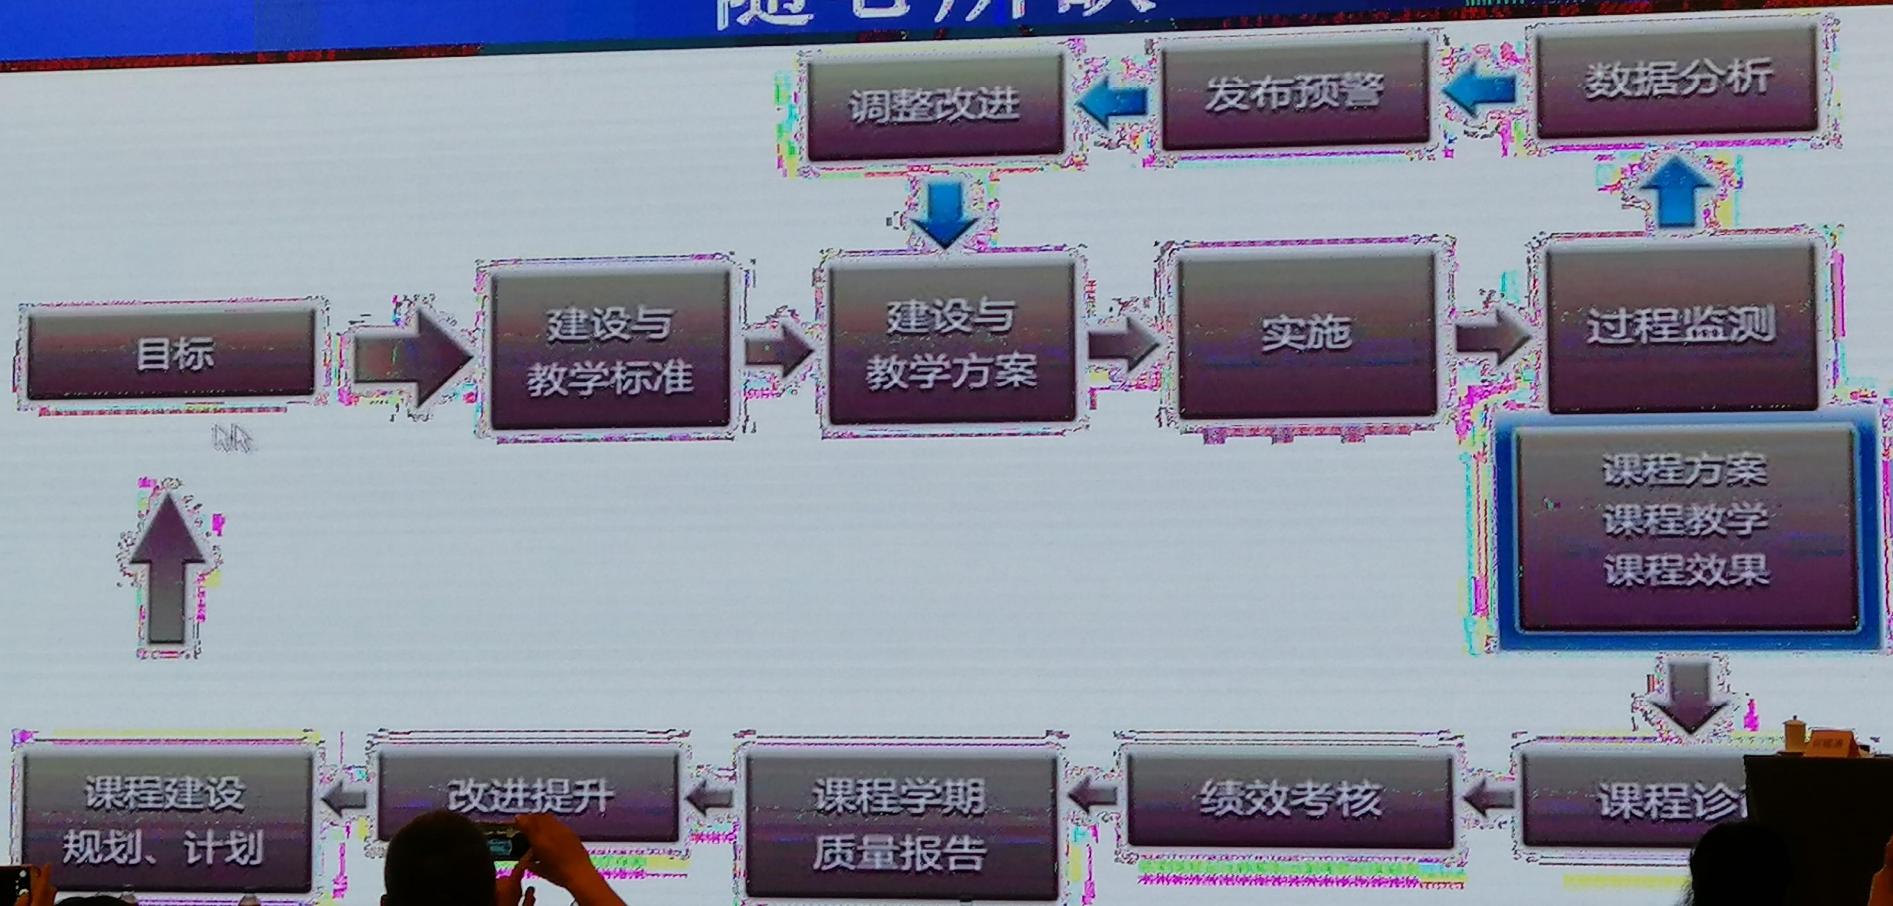 调整改进
发布预警
数据分析
目标
建设与
教学标准
建设与
教学方案
实施
过程监测
课程方案
课程教学
课程效果
课程建设
规划、计划
改进提升
课程学期
质量报告
绩效考核
课程诊